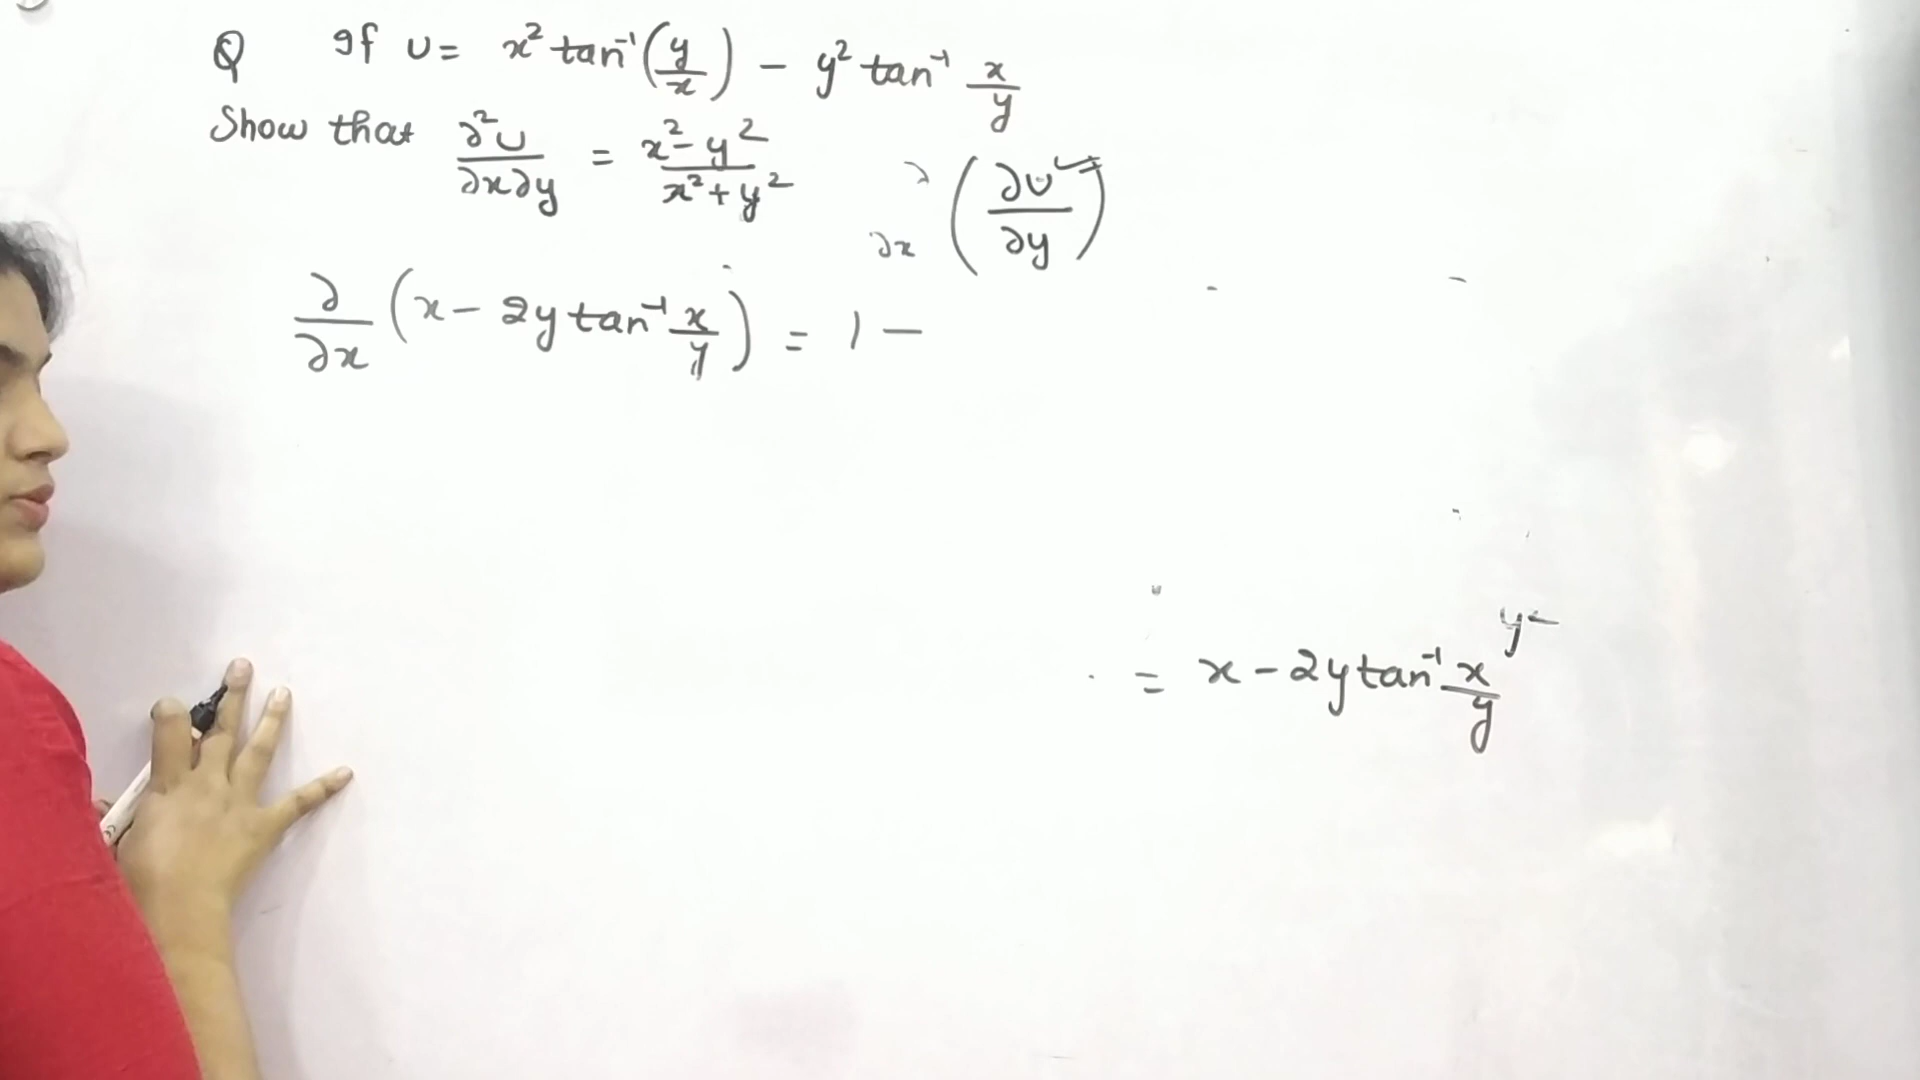 Q If u = x² tan⁻¹(y/x) - y² tan⁻¹ x/y
Show that ∂²u/∂x∂y = x²-y²/x²+y²
∂/∂x (∂u/∂y)
∂/∂x (x - 2y tan⁻¹ x/y) = 1 -
y²
= x - 2y tan⁻¹ x/y